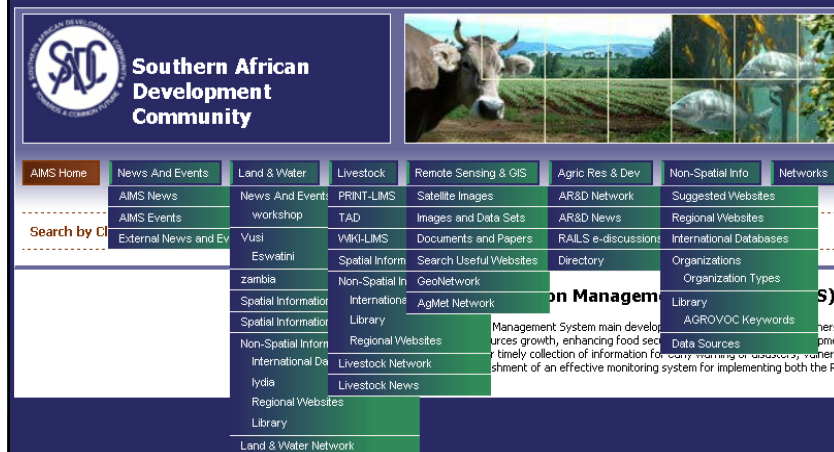 SOUTHERN AFRICAN DEVELOPMENT COMMUNITY
SADC
TOWARDS A COMMON FUTURE
Southern African
Development
Community
AIMS Home
News And Events
Land & Water
Livestock
Remote Sensing & GIS
Agric Res & Dev
Non-Spatial Info
Networks
AIMS News
AIMS Events
External News and Ev
News And Events
workshop
Vusi
Eswatini
zambia
Spatial Information
Spatial Information
Non-Spatial Inform
International Da
lydia
Regional Websites
Library
Land & Water Network
PRINT-LIMS
TAD
WIKI-LIMS
Spatial Inform
Non-Spatial In
Internationa
Library
Regional Websites
Livestock Network
Livestock News
Satellite Images
Images and Data Sets
Documents and Papers
Search Useful Websites
GeoNetwork
AgMet Network
AR&D Network
AR&D News
RAILS e-discussions
Directory
Suggested Websites
Regional Websites
International Databases
Organizations
Organization Types
Library
AGROVOC Keywords
Data Sources
Search by C
on Managem S)
Management System main develop ners
urces growth, enhancing food sec pme
timely collection of information for early warning of disasters, vulner
shment of an effective monitoring system for implementing both the R